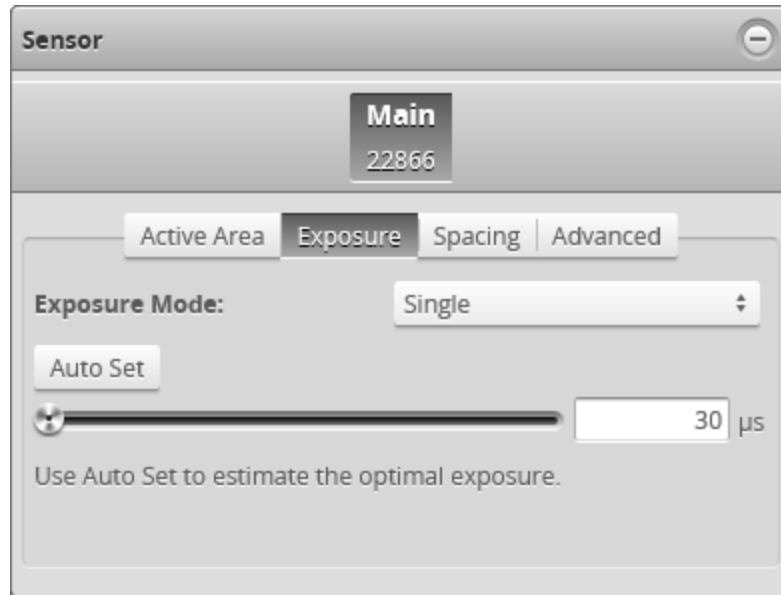 Sensor
Main
22866
Active Area Exposure Spacing Advanced
Exposure Mode: Single
Auto Set
30 µs
Use Auto Set to estimate the optimal exposure.